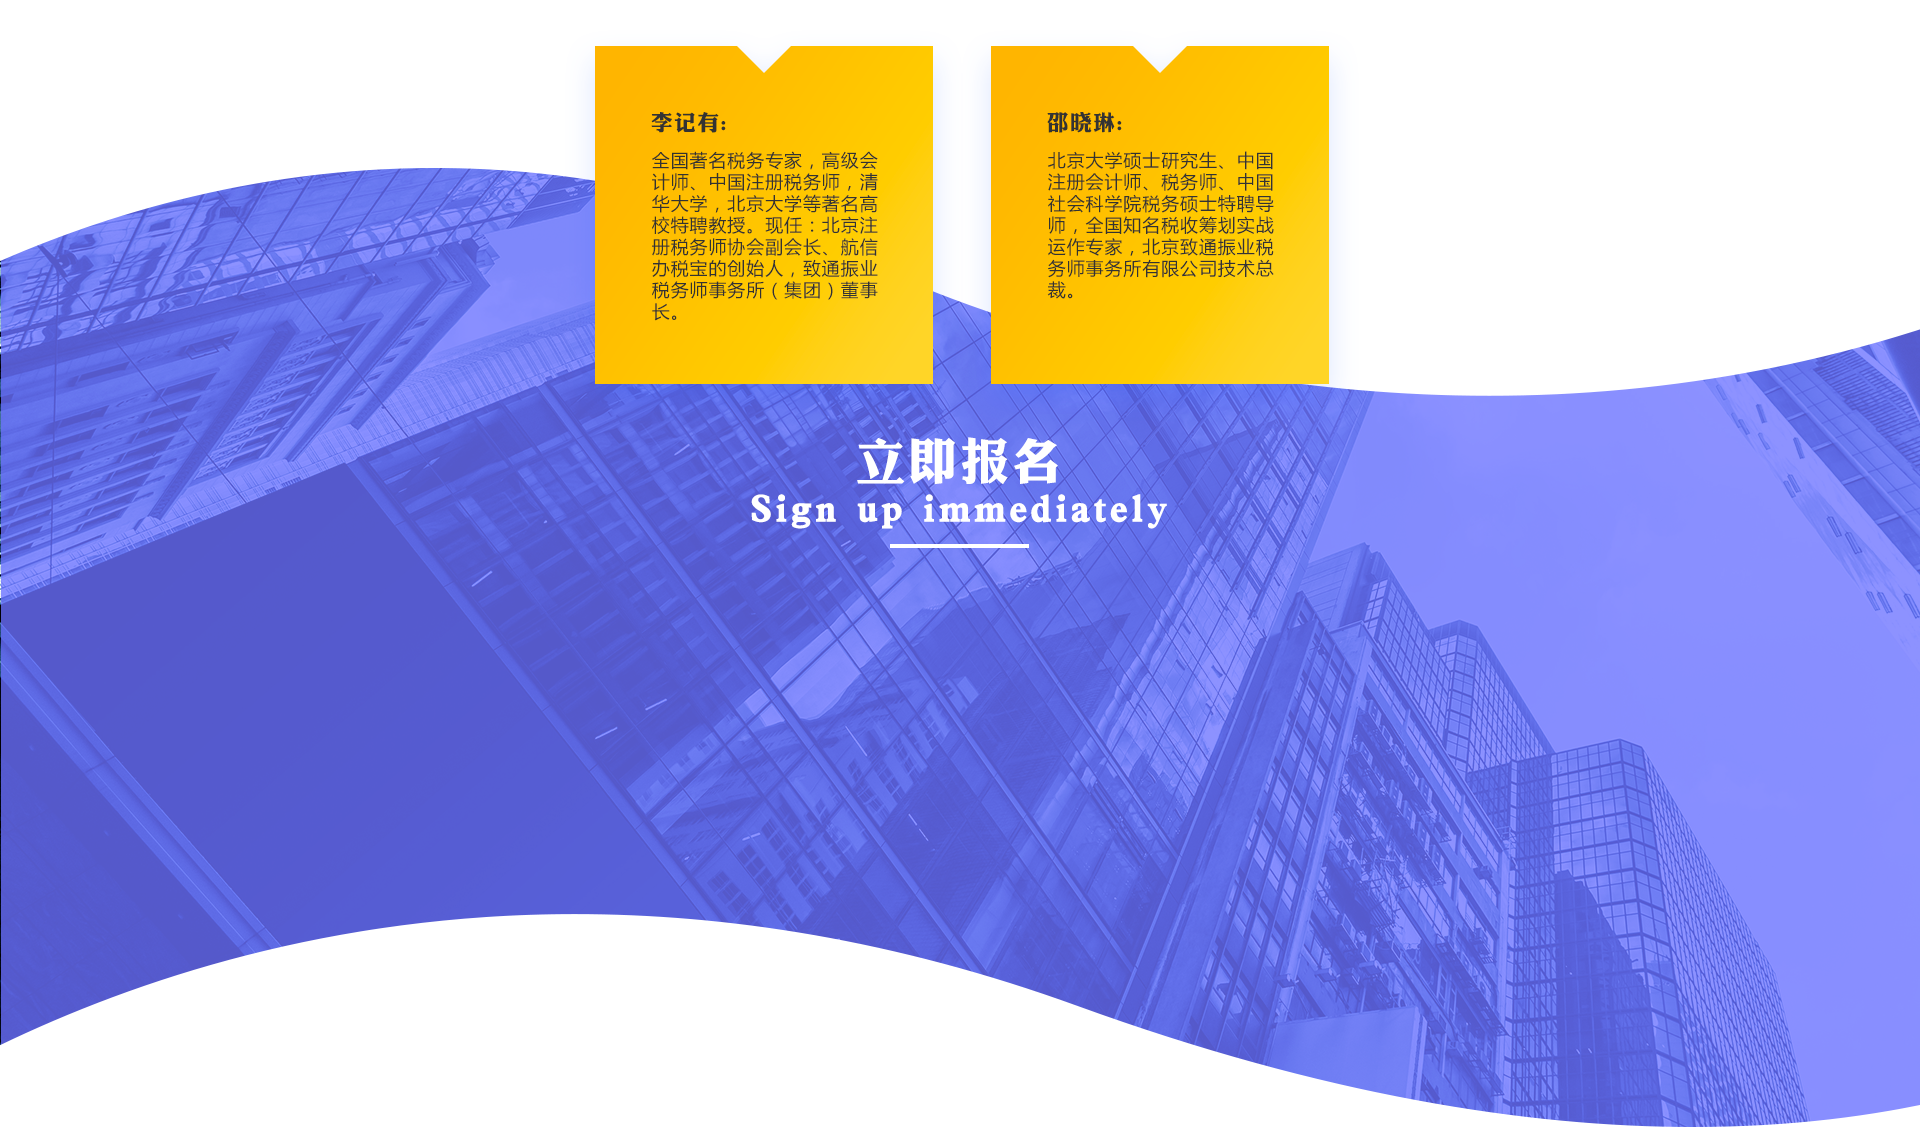 李记有:
全国著名税务专家，高级会
计师、中国注册税务师，清
华大学，北京大学等著名高
校特聘教授。现任：北京注
册税务师协会副会长、航信
办税宝的创始人，致通振业
税务师事务所（集团）董事
长。
邵晓琳:
北京大学硕士研究生、中国
注册会计师、税务师、中国
社会科学院税务硕士特聘导
师，全国知名税收筹划实战
运作专家，北京致通振业税
务师事务所有限公司技术总
裁。
立即报名
Sign up immediately